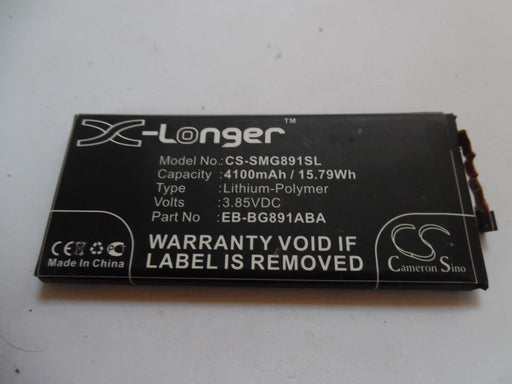 X-Longer™
Model No.: CS-SMG891SL
Capacity: 4100mAh / 15.79Wh
Type: Lithium-Polymer
Volts: 3.85VDC
Part No.: EB-BG891ABA
Made in China
WARRANTY VOID IF
LABEL IS REMOVED
CS
Cameron Sino